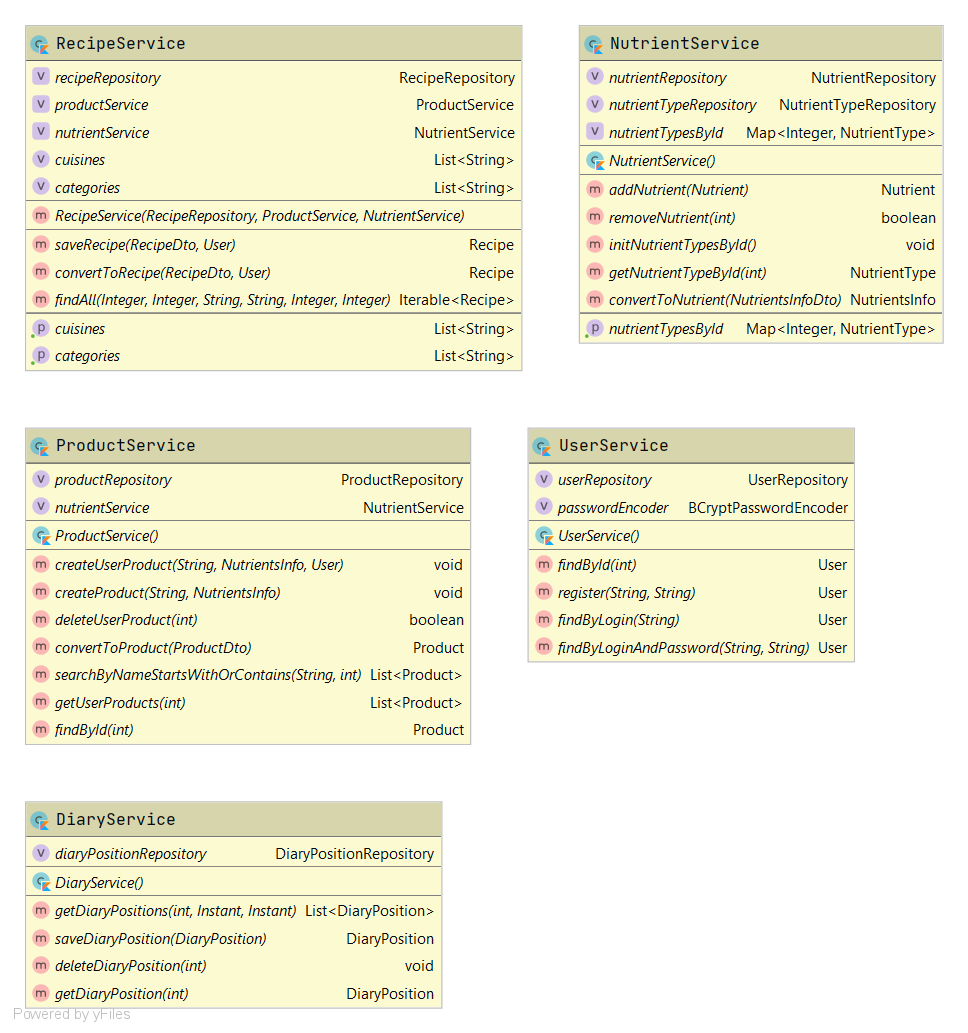 RecipeService
recipeRepository RecipeRepository
productService ProductService
nutrientService NutrientService
cuisines List<String>
categories List<String>
RecipeService(RecipeRepository, ProductService, NutrientService)
saveRecipe(RecipeDto, User) Recipe
convertToRecipe(RecipeDto, User) Recipe
findAll(Integer, Integer, String, String, Integer, Integer) Iterable<Recipe>
cuisines List<String>
categories List<String>
NutrientService
nutrientRepository NutrientRepository
nutrientTypeRepository NutrientTypeRepository
nutrientTypesById Map<Integer, NutrientType>
NutrientService()
addNutrient(Nutrient) Nutrient
removeNutrient(int) boolean
initNutrientTypesById() void
getNutrientTypeById(int) NutrientType
convertToNutrient(NutrientsInfoDto) NutrientsInfo
nutrientTypesById Map<Integer, NutrientType>
ProductService
productRepository ProductRepository
nutrientService NutrientService
ProductService()
createUserProduct(String, NutrientsInfo, User) void
createProduct(String, NutrientsInfo) void
deleteUserProduct(int) boolean
convertToProduct(ProductDto) Product
searchByNameStartsWithOrContains(String, int) List<Product>
getUserProducts(int) List<Product>
findById(int) Product
UserService
userRepository UserRepository
passwordEncoder BCryptPasswordEncoder
UserService()
findById(int) User
register(String, String) User
findByLogin(String) User
findByLoginAndPassword(String, String) User
DiaryService
diaryPositionRepository DiaryPositionRepository
DiaryService()
getDiaryPositions(int, Instant, Instant) List<DiaryPosition>
saveDiaryPosition(DiaryPosition) DiaryPosition
deleteDiaryPosition(int) void
getDiaryPosition(int) DiaryPosition
Powered by yFiles